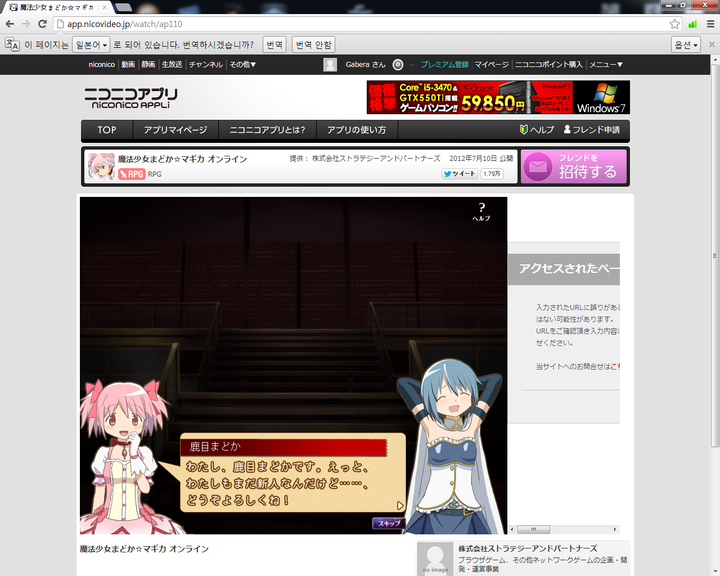 魔法少女まどか☆マギカ
app.nicovideo.jp/watch/ap110
이 페이지는 일본어 로 되어 있습니다. 번역하시겠습니까? 번역 번역 안함 옵션
niconico 動画 静画 生放送 チャンネル その他▼ Gabera さん プレミアム登録 マイページ ニコニコポイント購入 メニュー▼
ニコニコアプリ
niconico APPLi
Core i5-3470&
GTX550Ti搭載
ゲームパソコン!! 59,850円
Windows 7
TOP アプリマイページ ニコニコアプリとは? アプリの使い方 ヘルプ フレンド申請
魔法少女まどか☆マギカ オンライン 提供： 株式会社ストラテジーアンドパートナーズ 2012年7月10日 公開
RPG RPG ツイート 1.79万
フレンドを
招待する
?
ヘルプ
アクセスされたペー
入力されたURLに誤りがある
はない可能性があります。
URLをご確認頂き入力内容に
せください。
当サイトへのお問合せはこち
鹿目まどか
わたし、鹿目まどかです。えっと、
わたしもまだ新人なんだけど……、
どうぞよろしくね！
スキップ
魔法少女まどか☆マギカ オンライン
no image
株式会社ストラテジーアンドパートナーズ
ブラウザゲーム、その他ネットワークゲームの企画・開
発・運営事業